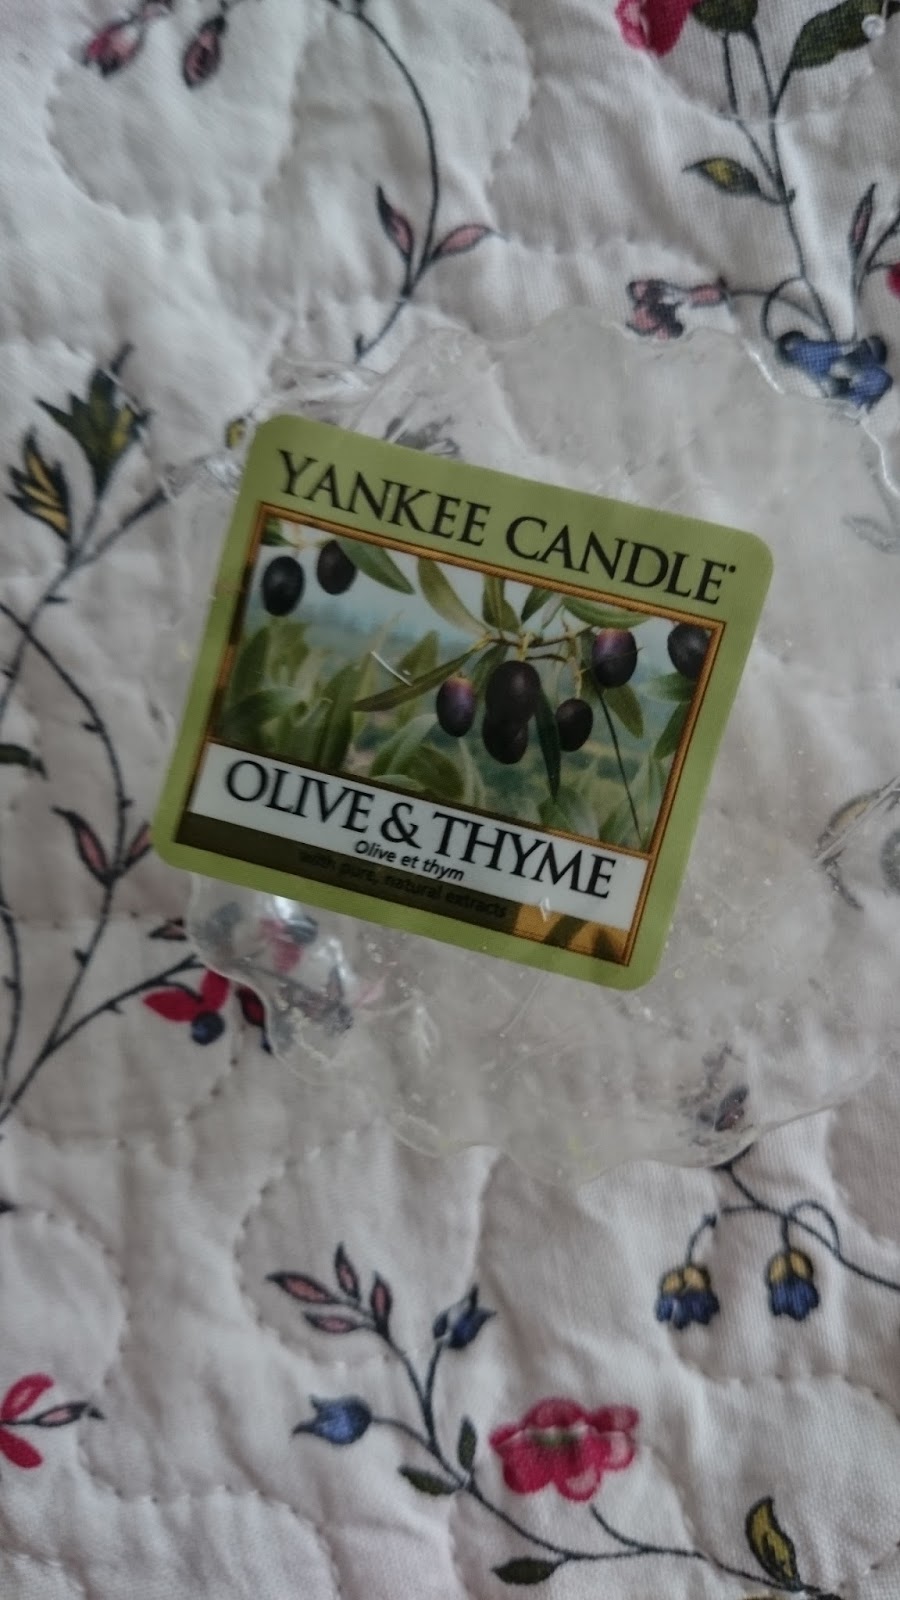 YANKEE CANDLE
OLIVE & THYME
Olive et thym
with pure, natural extracts